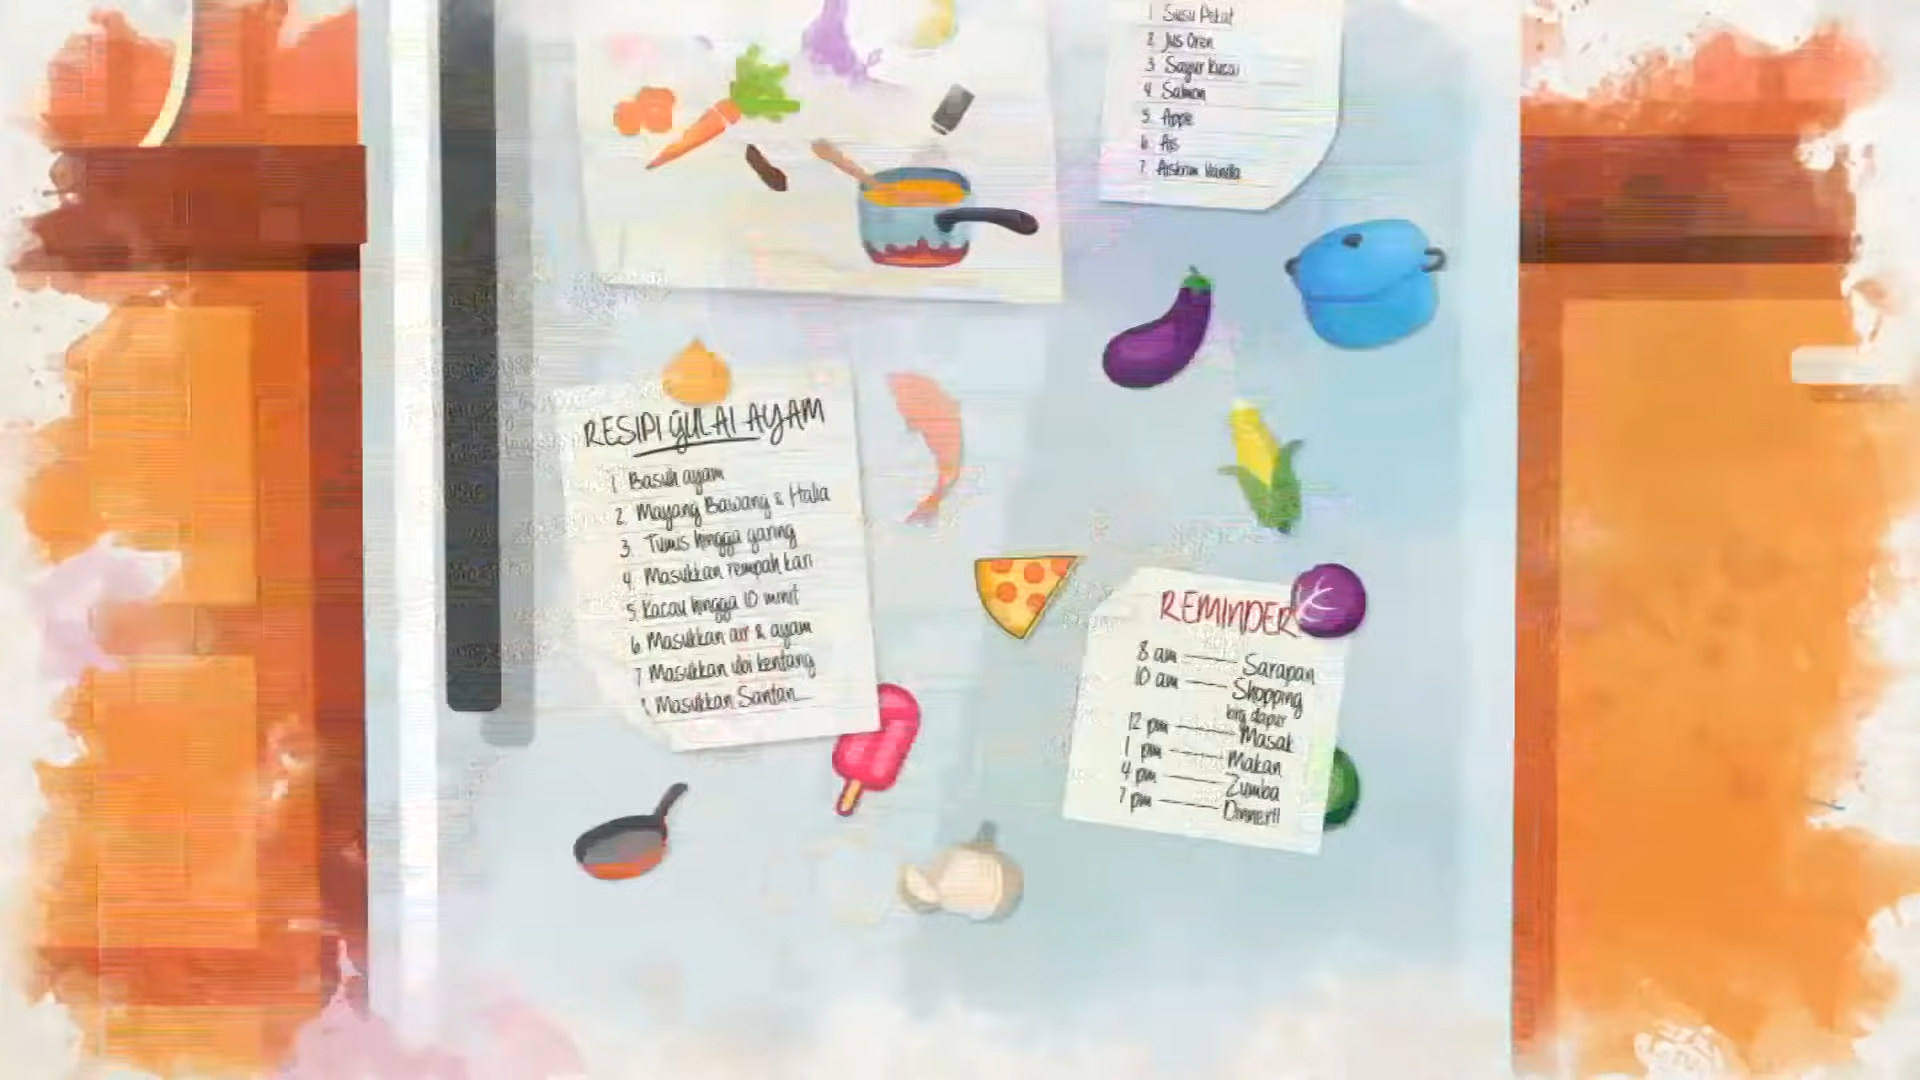 1 Susu Pekat
2 Jus Oren
3 Sayur kucai
4 Salmon
5 Apple
6 Ais
7 Aiskrim Vanilla
RESIPI GULAI AYAM
1 Basuh ayam
2 Mayang Bawang & Halia
3. Tumis hingga garing
4 Masukkan rempah kari
5. Kacau hingga 10 minit
6 Masukkan air & ayam
7 Masukkan ubi kentang
8 Masukkan Santan
REMINDER
8 am — Sarapan
10 am — Shopping
brg dapur
12 pm — Masak
1 pm — Makan
4 pm — Zumba
7 pm — Dinner!!